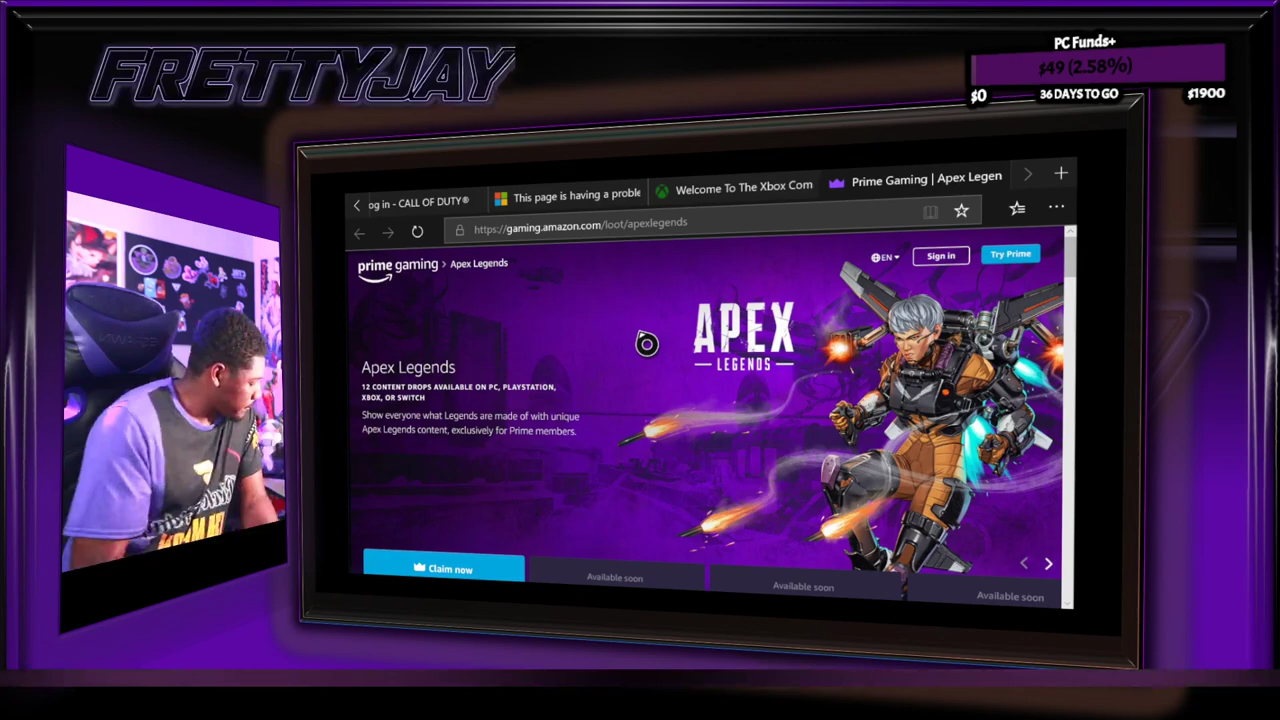 FRETTYJAY
PC Funds+
$49 (2.58%)
$0
36 DAYS TO GO
$1900
og in - CALL OF DUTY®
This page is having a proble
Welcome To The Xbox Com
Prime Gaming | Apex Legen
https://gaming.amazon.com/loot/apexlegends
prime gaming > Apex Legends
EN
Sign in
Try Prime
APEX
LEGENDS
Apex Legends
12 CONTENT DROPS AVAILABLE ON PC, PLAYSTATION,
XBOX, OR SWITCH
Show everyone what Legends are made of with unique
Apex Legends content, exclusively for Prime members.
Claim now
Available soon
Available soon
Available soon